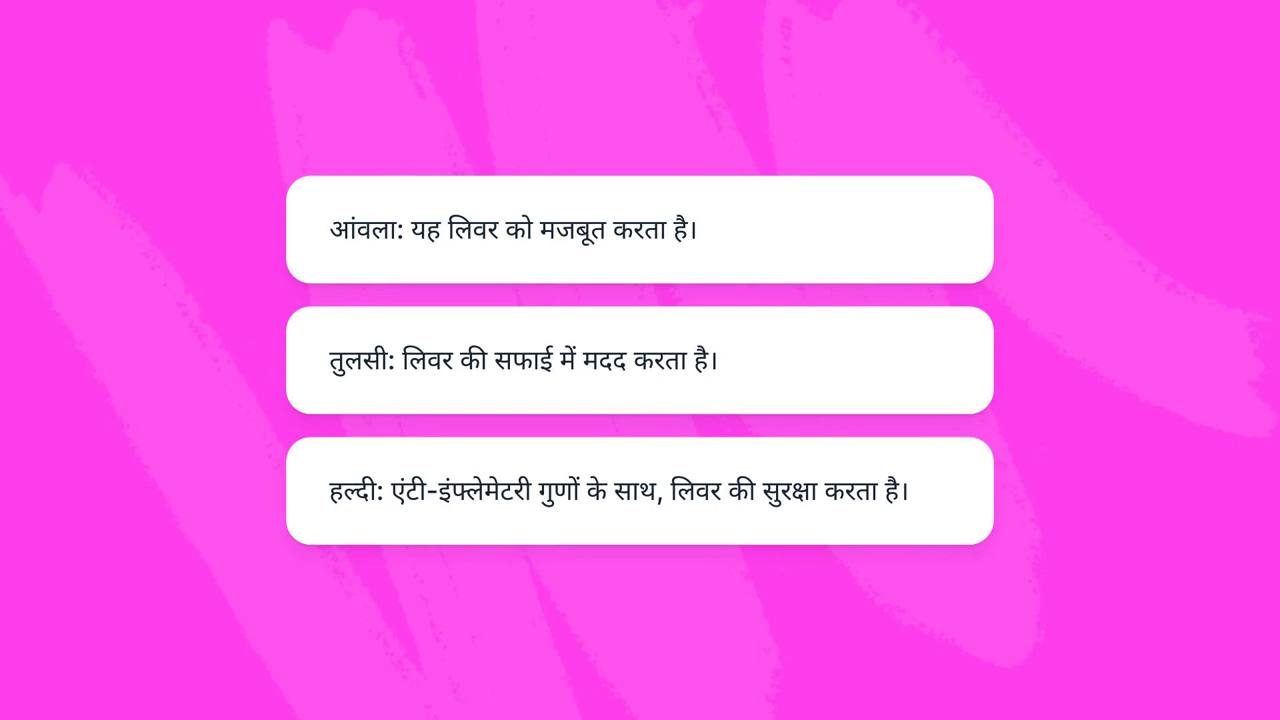 आंवला: यह लिवर को मजबूत करता है।
तुलसी: लिवर की सफाई में मदद करता है।
हल्दी: एंटी-इंफ्लेमेटरी गुणों के साथ, लिवर की सुरक्षा करता है।